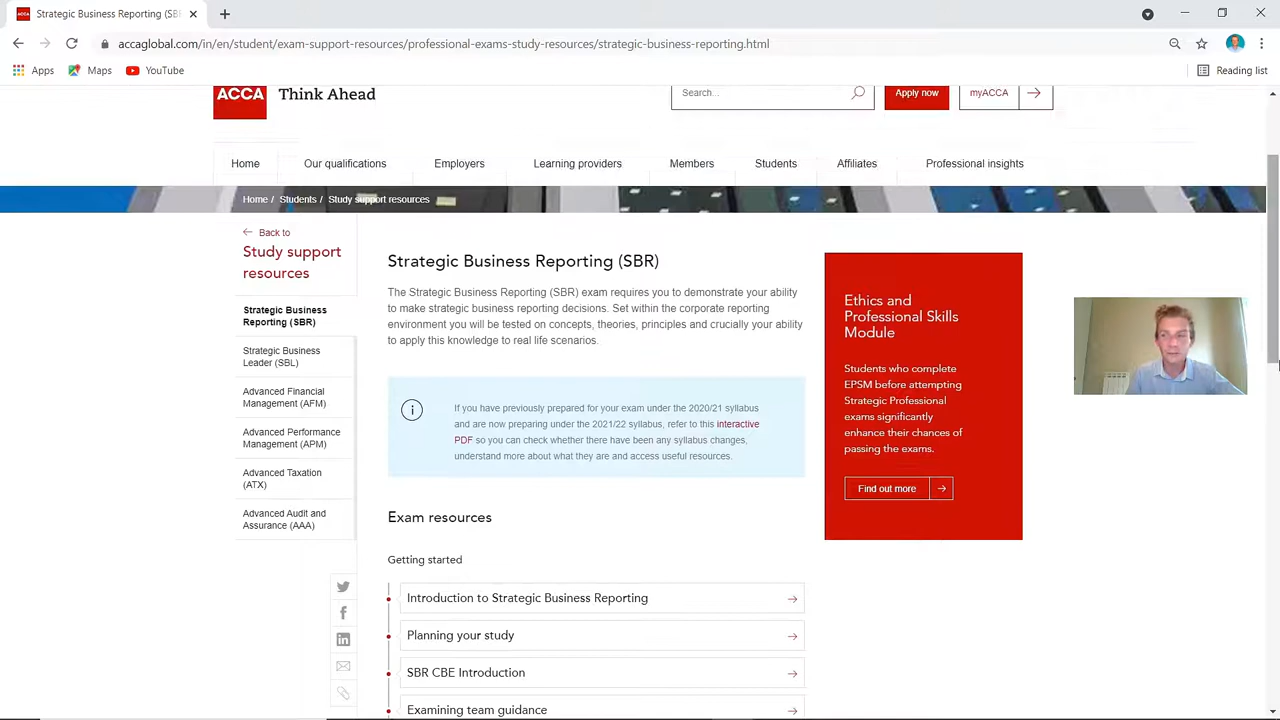 Strategic Business Reporting (SBR
accaglobal.com/in/en/student/exam-support-resources/professional-exams-study-resources/strategic-business-reporting.html
Apps
Maps
YouTube
Reading list
ACCA
Think Ahead
Search...
Apply now
myACCA
Home
Our qualifications
Employers
Learning providers
Members
Students
Affiliates
Professional insights
Home / Students / Study support resources
Back to
Study support
resources
Strategic Business
Reporting (SBR)
Strategic Business
Leader (SBL)
Advanced Financial
Management (AFM)
Advanced Performance
Management (APM)
Advanced Taxation
(ATX)
Advanced Audit and
Assurance (AAA)
Strategic Business Reporting (SBR)
The Strategic Business Reporting (SBR) exam requires you to demonstrate your ability
to make strategic business reporting decisions. Set within the corporate reporting
environment you will be tested on concepts, theories, principles and crucially your ability
to apply this knowledge to real life scenarios.
If you have previously prepared for your exam under the 2020/21 syllabus
and are now preparing under the 2021/22 syllabus, refer to this interactive
PDF so you can check whether there have been any syllabus changes,
understand more about what they are and access useful resources.
Exam resources
Getting started
Introduction to Strategic Business Reporting
Planning your study
SBR CBE Introduction
Examining team guidance
Ethics and
Professional Skills
Module
Students who complete
EPSM before attempting
Strategic Professional
exams significantly
enhance their chances of
passing the exams.
Find out more